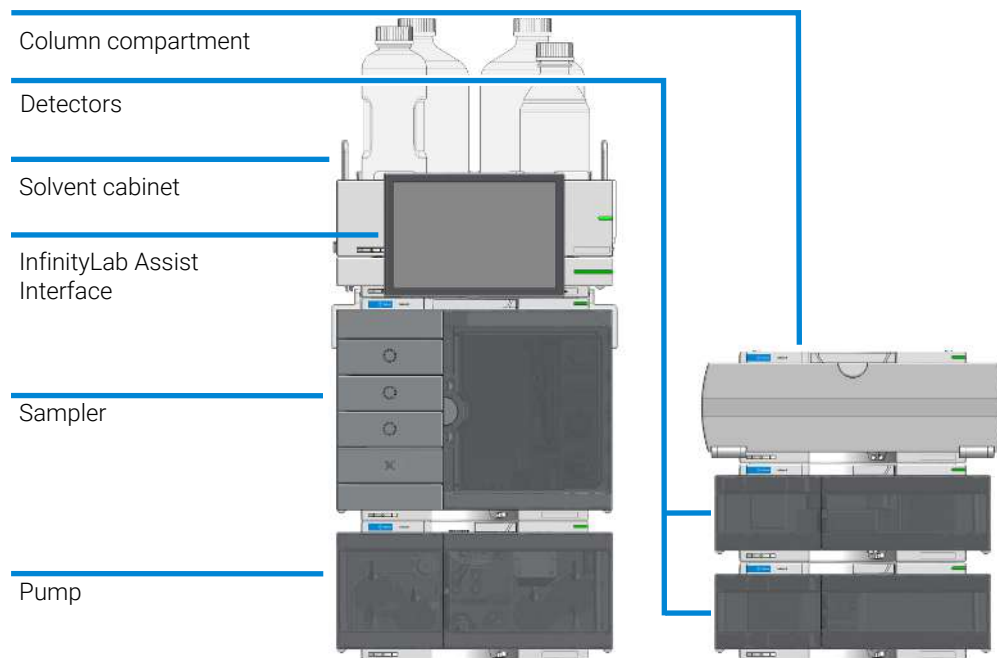 Column compartment
Detectors
Solvent cabinet
InfinityLab Assist
Interface
Sampler
Pump